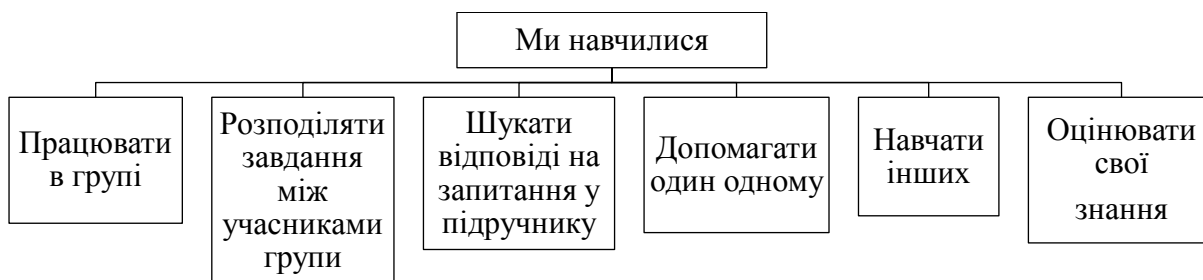 Ми навчилися
Працювати
в групі
Розподіляти
завдання
між
учасниками
групи
Шукати
відповіді на
запитання у
підручнику
Допомагати
один одному
Навчати
інших
Оцінювати
свої
знання